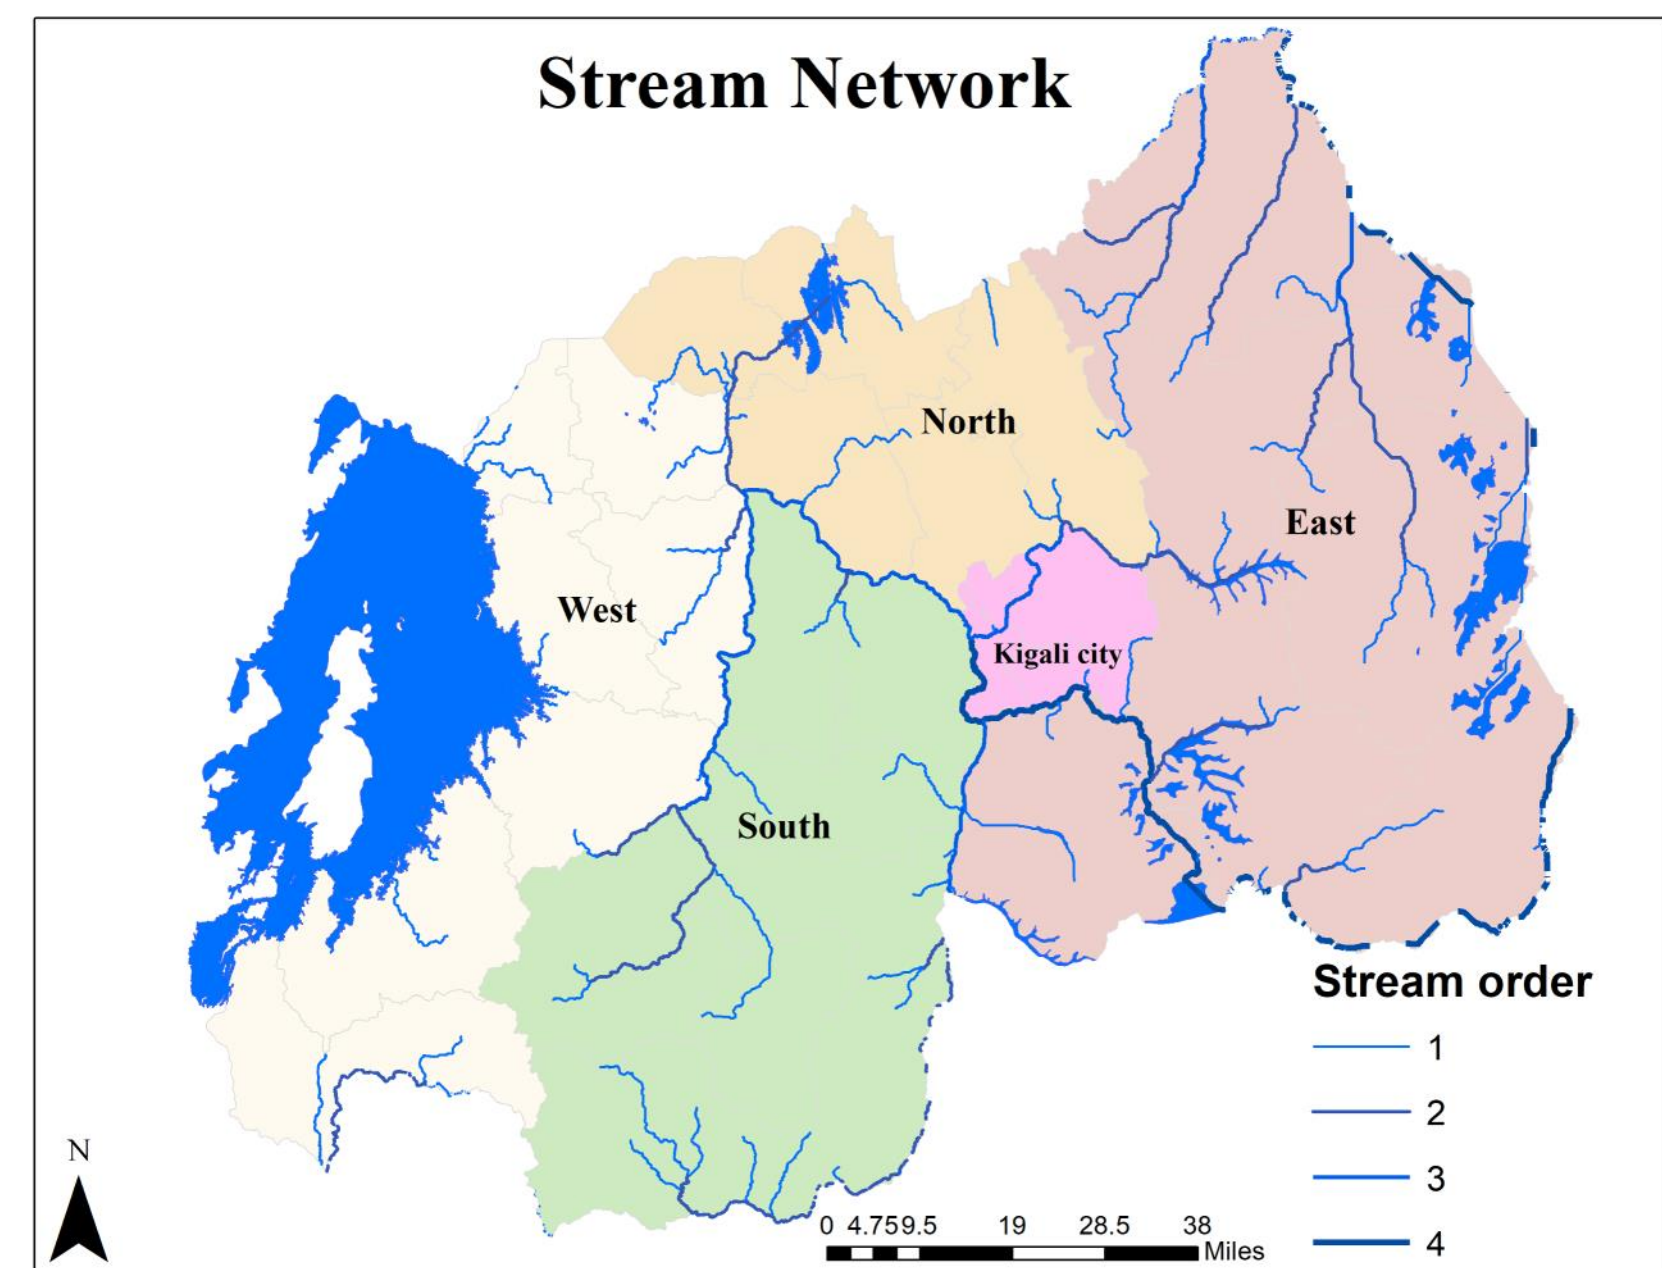 Stream Network
North
East
West
Kigali city
South
Stream order
1
2
3
4
N
0 4.75 9.5 19 28.5 38
Miles